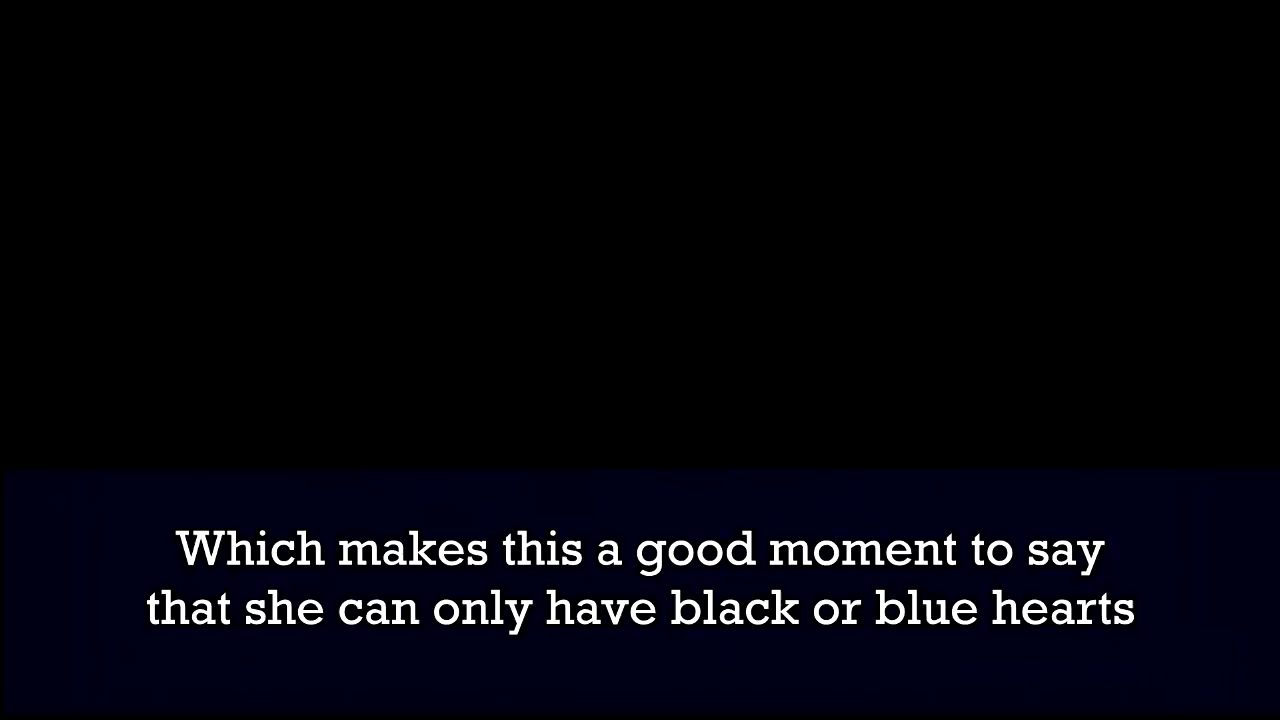 Which makes this a good moment to say
that she can only have black or blue hearts